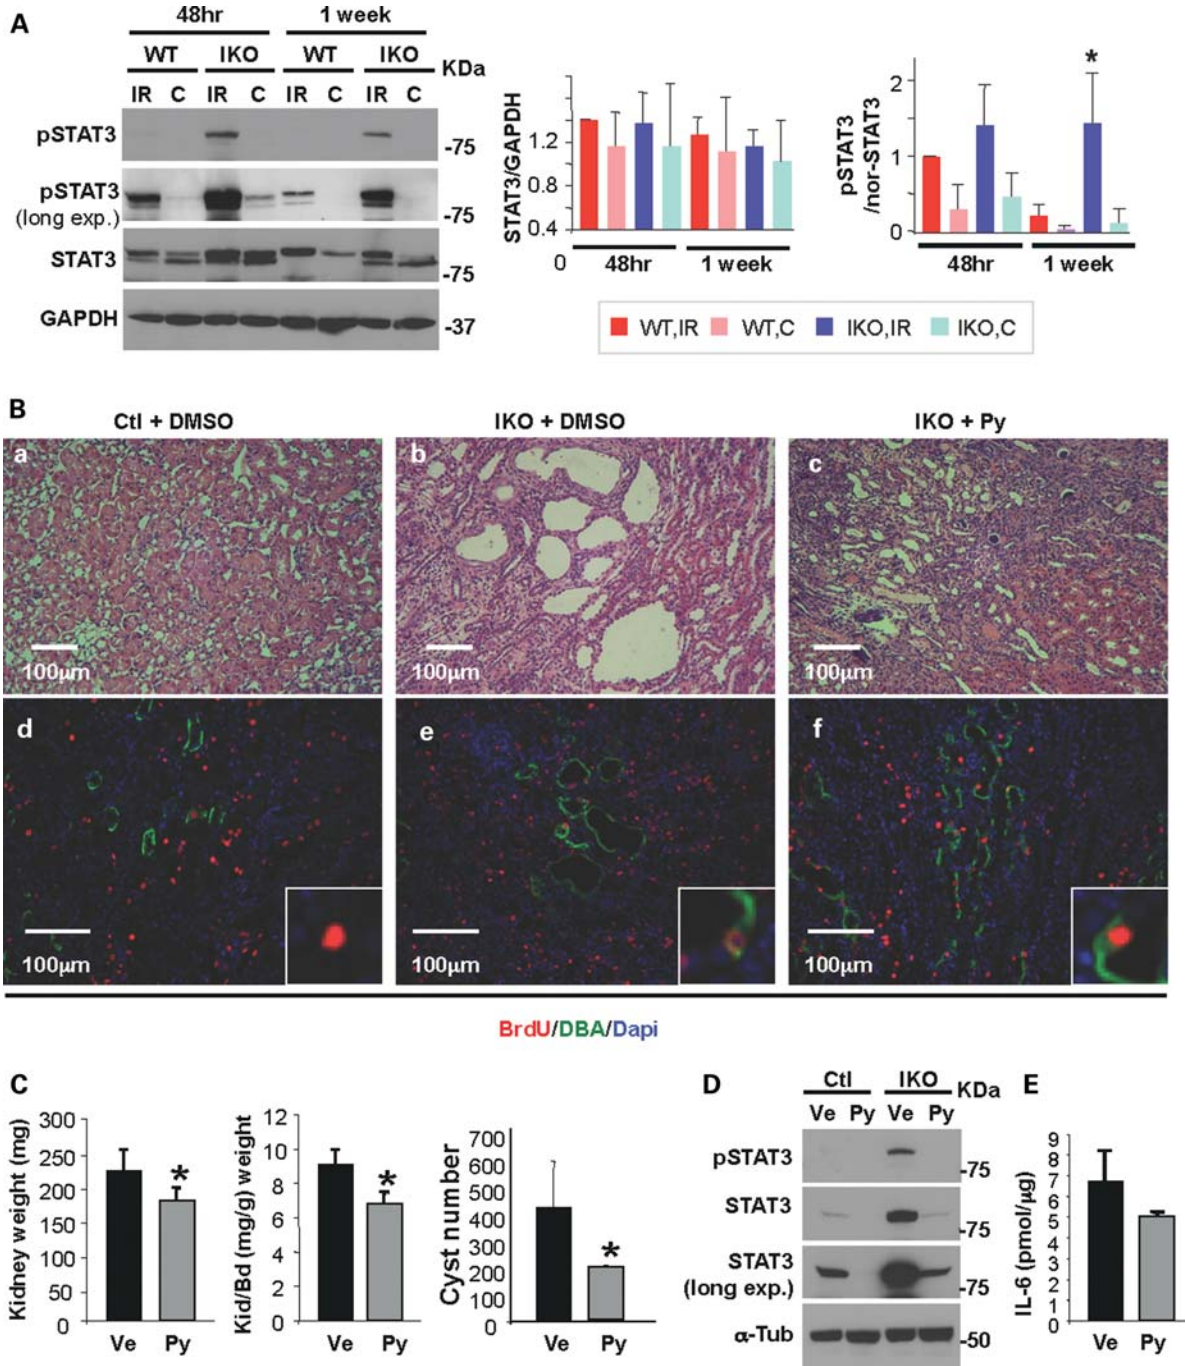 A
48hr 1 week
WT IKO WT IKO KDa
IR C IR C IR C IR C
pSTAT3 -75
pSTAT3
(long exp.) -75
STAT3 -75
GAPDH -37
STAT3/GAPDH
1.2
0.8
0.4
0 48hr 1 week
pSTAT3
/nor-STAT3
*
2
1
0
48hr 1 week
WT,IR WT,C IKO,IR IKO,C
B
Ctl + DMSO IKO + DMSO IKO + Py
a b c
100µm 100µm 100µm
d e f
100µm 100µm 100µm
BrdU/DBA/Dapi
C
Kidney weight (mg)
300
250
200
150
100
50
0
*
Ve Py
Kid/Bd (mg/g) weight
12
10
8
6
4
2
0
*
Ve Py
Cyst number
700
600
500
400
300
200
100
0
*
Ve Py
D
Ctl IKO KDa
Ve Py Ve Py
pSTAT3 -75
STAT3 -75
STAT3
(long exp.) -75
α-Tub -50
E
IL-6 (pmol/µg)
9
8
7
6
5
4
3
2
1
0
Ve Py